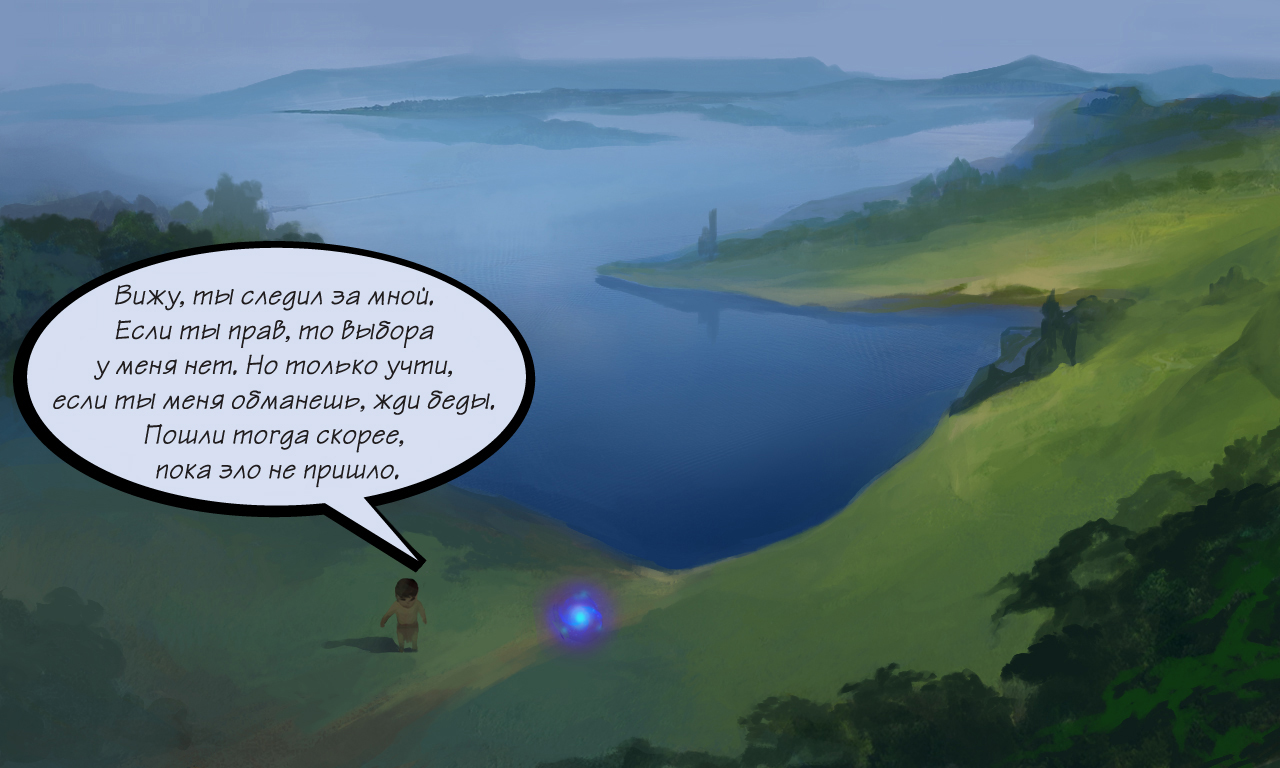 Вижу, ты следил за мной.
Если ты прав, то выбора
у меня нет. Но только учти,
если ты меня обманешь, жди беды.
Пошли тогда скорее,
пока зло не пришло.